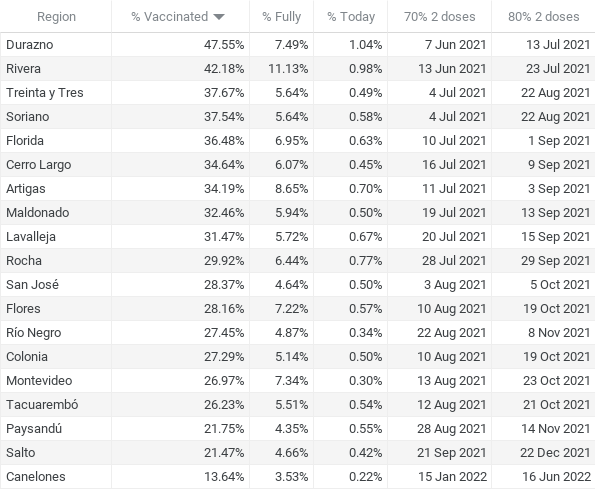 Region % Vaccinated % Fully % Today 70% 2 doses 80% 2 doses
Durazno 47.55% 7.49% 1.04% 7 Jun 2021 13 Jul 2021
Rivera 42.18% 11.13% 0.98% 13 Jun 2021 23 Jul 2021
Treinta y Tres 37.67% 5.64% 0.49% 4 Jul 2021 22 Aug 2021
Soriano 37.54% 5.64% 0.58% 4 Jul 2021 22 Aug 2021
Florida 36.48% 6.95% 0.63% 10 Jul 2021 1 Sep 2021
Cerro Largo 34.64% 6.07% 0.45% 16 Jul 2021 9 Sep 2021
Artigas 34.19% 8.65% 0.70% 11 Jul 2021 3 Sep 2021
Maldonado 32.46% 5.94% 0.50% 19 Jul 2021 13 Sep 2021
Lavalleja 31.47% 5.72% 0.67% 20 Jul 2021 15 Sep 2021
Rocha 29.92% 6.44% 0.77% 28 Jul 2021 29 Sep 2021
San José 28.37% 4.64% 0.50% 3 Aug 2021 5 Oct 2021
Flores 28.16% 7.22% 0.57% 10 Aug 2021 19 Oct 2021
Río Negro 27.45% 4.87% 0.34% 22 Aug 2021 8 Nov 2021
Colonia 27.29% 5.14% 0.50% 10 Aug 2021 19 Oct 2021
Montevideo 26.97% 7.34% 0.30% 13 Aug 2021 23 Oct 2021
Tacuarembó 26.23% 5.51% 0.54% 12 Aug 2021 21 Oct 2021
Paysandú 21.75% 4.35% 0.55% 28 Aug 2021 14 Nov 2021
Salto 21.47% 4.66% 0.42% 21 Sep 2021 22 Dec 2021
Canelones 13.64% 3.53% 0.22% 15 Jan 2022 16 Jun 2022